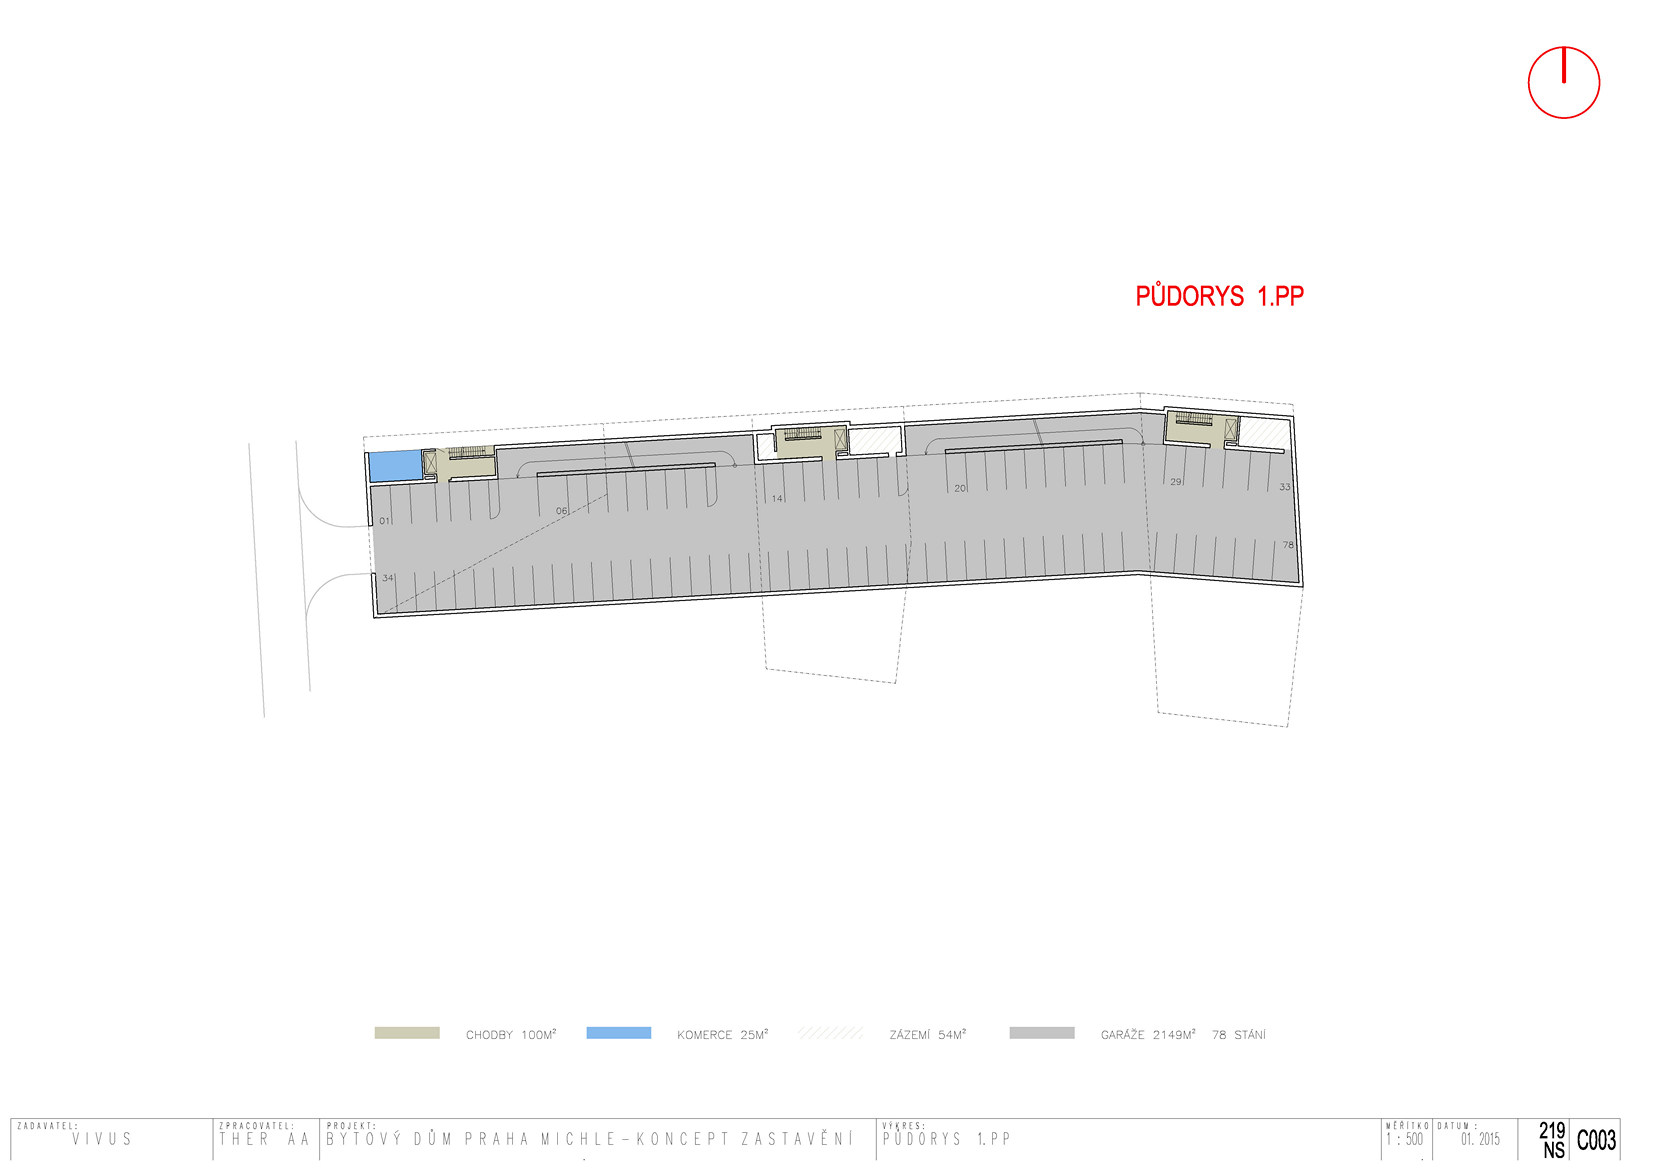 PŮDORYS 1.PP
01
06
14
20
29
33
34
78
CHODBY 100M²
KOMERCE 25M²
ZÁZEMÍ 54M²
GARÁŽE 2149M² 78 STÁNÍ
ZADAVATEL:
VIVUS
ZPRACOVATEL:
THER AA
PROJEKT:
BYTOVÝ DŮM PRAHA MICHLE-KONCEPT ZASTAVĚNÍ
VÝKRES:
PŮDORYS 1.PP
MĚŘÍTKO
1 : 500
DATUM :
01. 2015
219
NS
C003